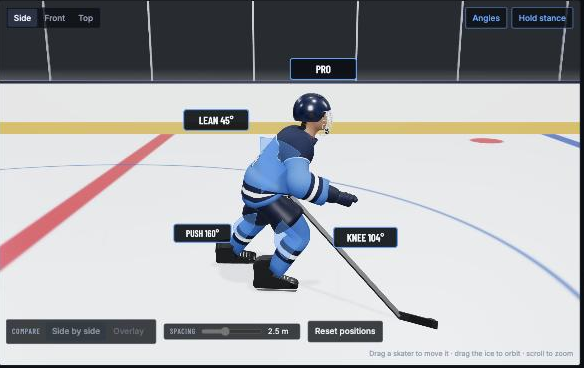 Side Front Top
Angles Hold stance
PRO
LEAN 45°
PUSH 160°
KNEE 104°
COMPARE Side by side Overlay
SPACING 2.5 m
Reset positions
Drag a skater to move it · drag the ice to orbit · scroll to zoom